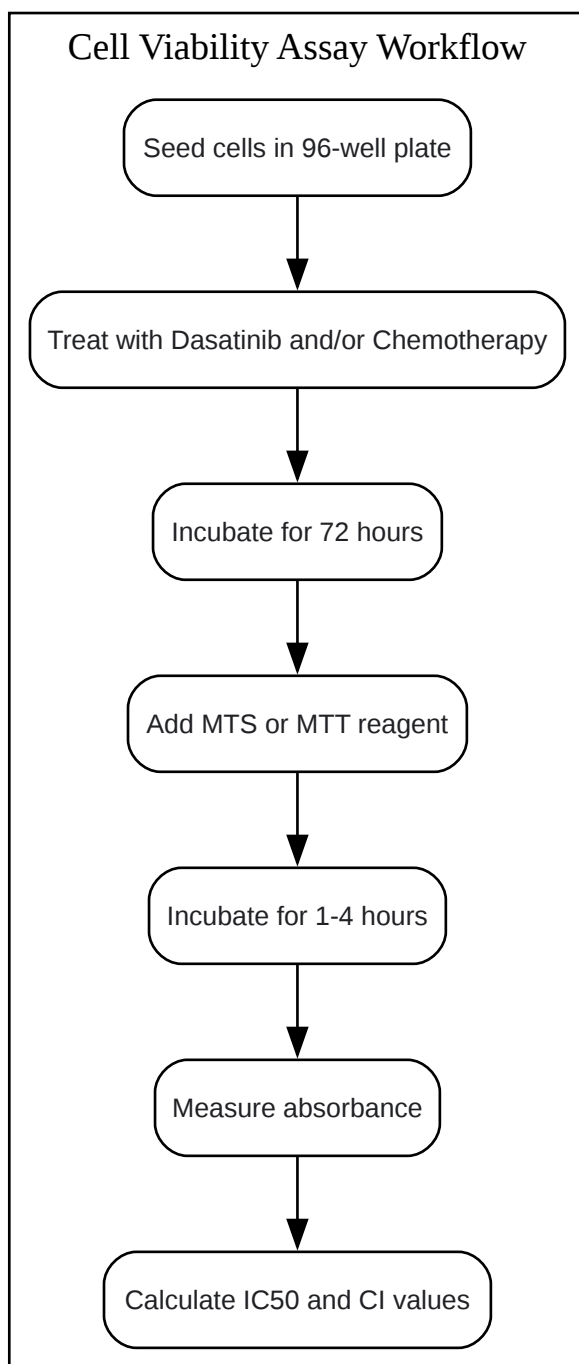 Cell Viability Assay Workflow
Seed cells in 96-well plate
Treat with Dasatinib and/or Chemotherapy
Incubate for 72 hours
Add MTS or MTT reagent
Incubate for 1-4 hours
Measure absorbance
Calculate IC50 and CI values